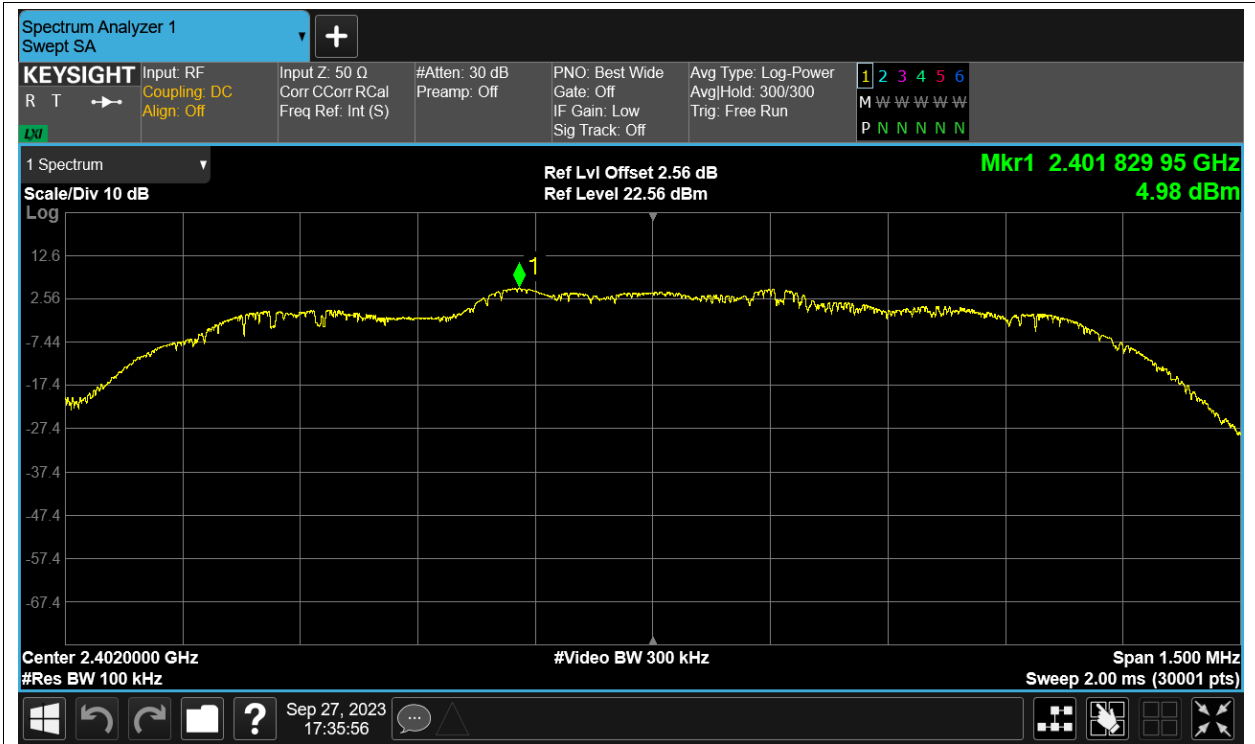 Spectrum Analyzer 1
Swept SA
KEYSIGHT
R T
LXI
Input: RF
Coupling: DC
Align: Off
Input Z: 50 Ω
Corr CCorr RCal
Freq Ref: Int (S)
#Atten: 30 dB
Preamp: Off
PNO: Best Wide
Gate: Off
IF Gain: Low
Sig Track: Off
Avg Type: Log-Power
Avg|Hold: 300/300
Trig: Free Run
1 2 3 4 5 6
M W W W W W
P N N N N N
1 Spectrum
Scale/Div 10 dB
Log
Ref Lvl Offset 2.56 dB
Ref Level 22.56 dBm
Mkr1 2.401 829 95 GHz
4.98 dBm
1
12.6
2.56
-7.44
-17.4
-27.4
-37.4
-47.4
-57.4
-67.4
Center 2.4020000 GHz
#Res BW 100 kHz
#Video BW 300 kHz
Span 1.500 MHz
Sweep 2.00 ms (30001 pts)
?
Sep 27, 2023
17:35:56